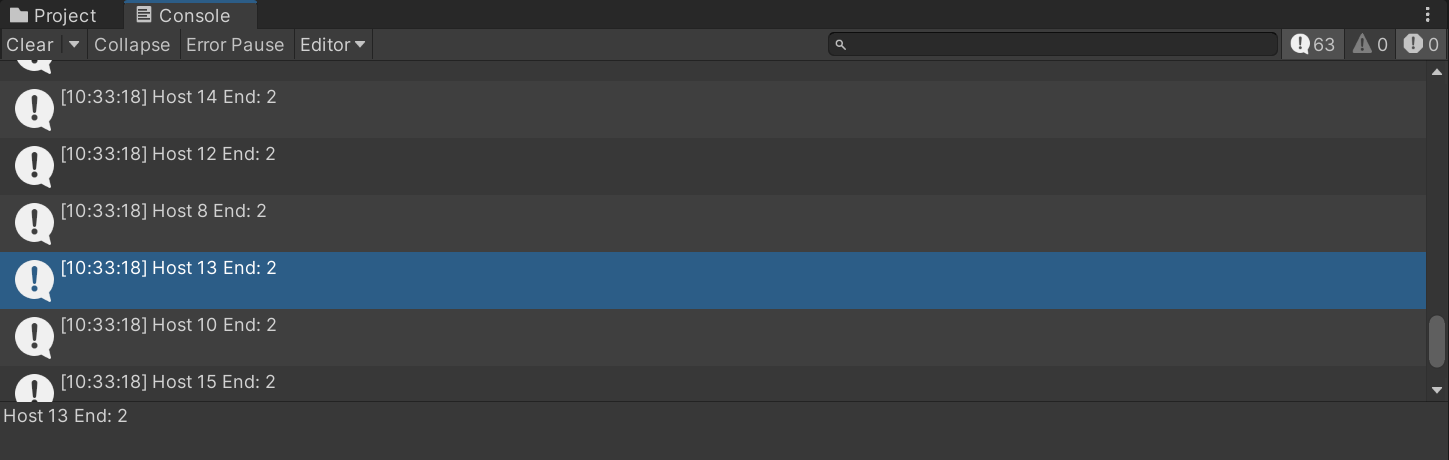 Project Console
Clear Collapse Error Pause Editor 63 0 0
[10:33:18] Host 14 End: 2
[10:33:18] Host 12 End: 2
[10:33:18] Host 8 End: 2
[10:33:18] Host 13 End: 2
[10:33:18] Host 10 End: 2
[10:33:18] Host 15 End: 2
Host 13 End: 2